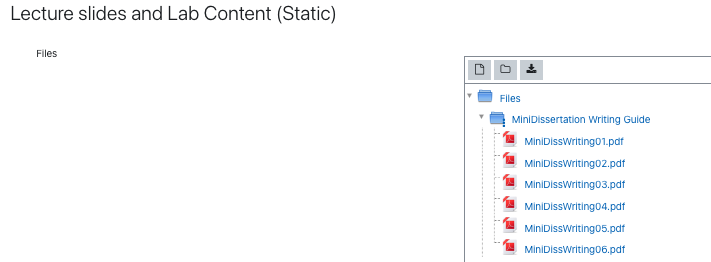 Lecture slides and Lab Content (Static)
Files
Files
MiniDissertation Writing Guide
MiniDissWriting01.pdf
MiniDissWriting02.pdf
MiniDissWriting03.pdf
MiniDissWriting04.pdf
MiniDissWriting05.pdf
MiniDissWriting06.pdf